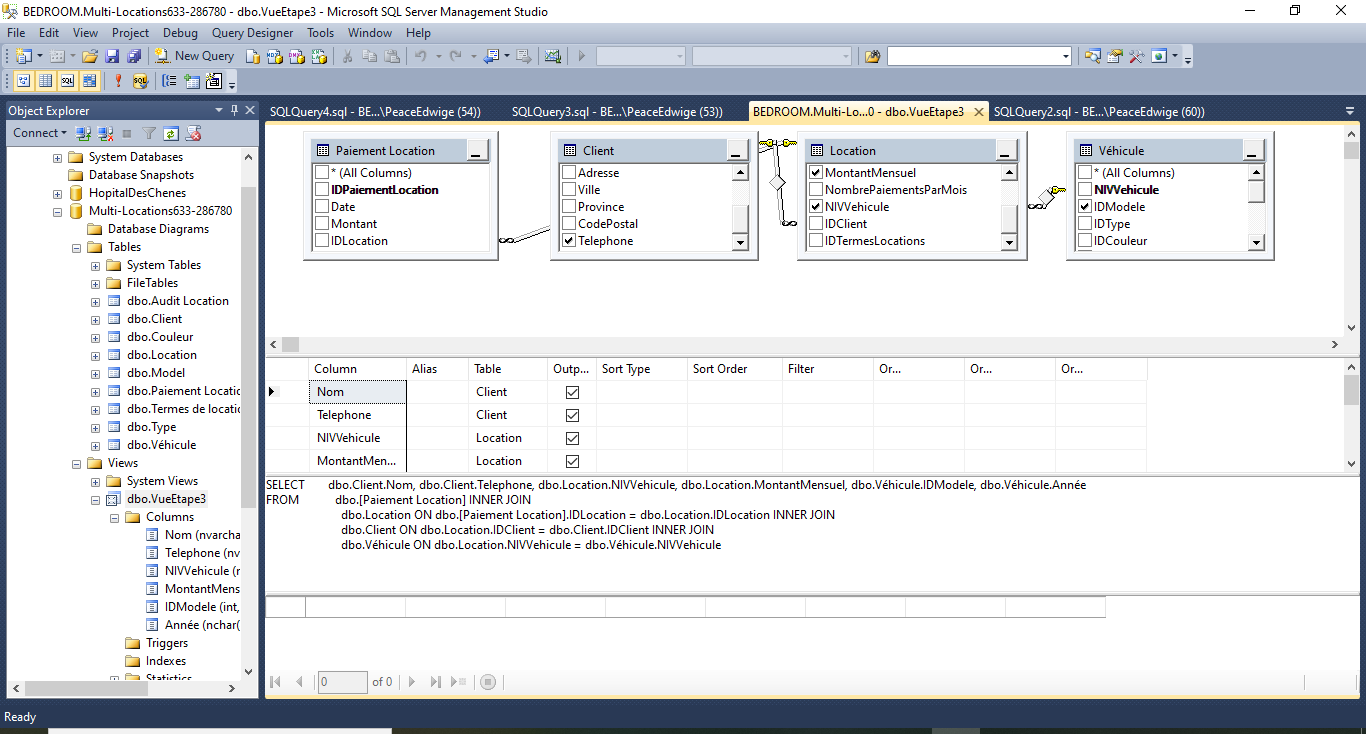 BEDROOM.Multi-Locations633-286780 - dbo.VueEtape3 - Microsoft SQL Server Management Studio
File Edit View Project Debug Query Designer Tools Window Help
New Query
Object Explorer
Connect
System Databases
Database Snapshots
HopitalDesChenes
Multi-Locations633-286780
Database Diagrams
Tables
System Tables
FileTables
dbo.Audit Location
dbo.Client
dbo.Couleur
dbo.Location
dbo.Model
dbo.Paiement Locatio
dbo.Termes de locatio
dbo.Type
dbo.Véhicule
Views
System Views
dbo.VueEtape3
Columns
Nom (nvarcha
Telephone (nv
NIVVehicule (n
MontantMens
IDModele (int,
Année (nchar(
Triggers
Indexes
Statistics
SQLQuery4.sql - BE...\PeaceEdwige (54)) SQLQuery3.sql - BE...\PeaceEdwige (53)) BEDROOM.Multi-Lo...0 - dbo.VueEtape3 SQLQuery2.sql - BE...\PeaceEdwige (60))
Paiement Location
* (All Columns)
IDPaiementLocation
Date
Montant
IDLocation
Client
Adresse
Ville
Province
CodePostal
Telephone
Location
MontantMensuel
NombrePaiementsParMois
NIVVehicule
IDClient
IDTermesLocations
Véhicule
* (All Columns)
NIVVehicule
IDModele
IDType
IDCouleur
Column Alias Table Outp... Sort Type Sort Order Filter Or... Or... Or...
Nom Client
Telephone Client
NIVVehicule Location
MontantMen... Location
SELECT dbo.Client.Nom, dbo.Client.Telephone, dbo.Location.NIVVehicule, dbo.Location.MontantMensuel, dbo.Véhicule.IDModele, dbo.Véhicule.Année
FROM dbo.[Paiement Location] INNER JOIN
dbo.Location ON dbo.[Paiement Location].IDLocation = dbo.Location.IDLocation INNER JOIN
dbo.Client ON dbo.Location.IDClient = dbo.Client.IDClient INNER JOIN
dbo.Véhicule ON dbo.Location.NIVVehicule = dbo.Véhicule.NIVVehicule
0 of 0
Ready